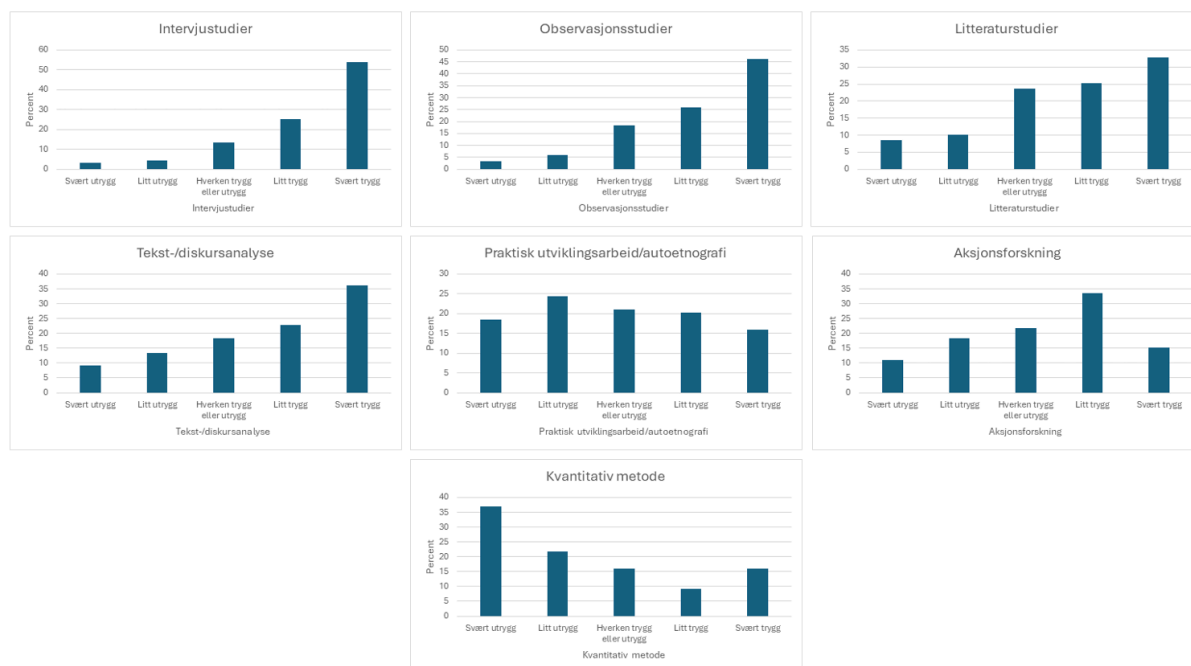 Intervjustudier
60
50
40
30
20
10
0
Percent
Svært utrygg Litt utrygg Hverken trygg eller utrygg Litt trygg Svært trygg
Intervjustudier
Observasjonsstudier
50
45
40
35
30
25
20
15
10
5
0
Percent
Svært utrygg Litt utrygg Hverken trygg eller utrygg Litt trygg Svært trygg
Observasjonsstudier
Litteraturstudier
35
30
25
20
15
10
5
0
Percent
Svært utrygg Litt utrygg Hverken trygg eller utrygg Litt trygg Svært trygg
Litteraturstudier
Tekst-/diskursanalyse
40
35
30
25
20
15
10
5
0
Percent
Svært utrygg Litt utrygg Hverken trygg eller utrygg Litt trygg Svært trygg
Tekst-/diskursanalyse
Praktisk utviklingsarbeid/autoetnografi
30
25
20
15
10
5
0
Percent
Svært utrygg Litt utrygg Hverken trygg eller utrygg Litt trygg Svært trygg
Praktisk utviklingsarbeid/autoetnografi
Aksjonsforskning
40
35
30
25
20
15
10
5
0
Percent
Svært utrygg Litt utrygg Hverken trygg eller utrygg Litt trygg Svært trygg
Aksjonsforskning
Kvantitativ metode
40
35
30
25
20
15
10
5
0
Percent
Svært utrygg Litt utrygg Hverken trygg eller utrygg Litt trygg Svært trygg
Kvantitativ metode